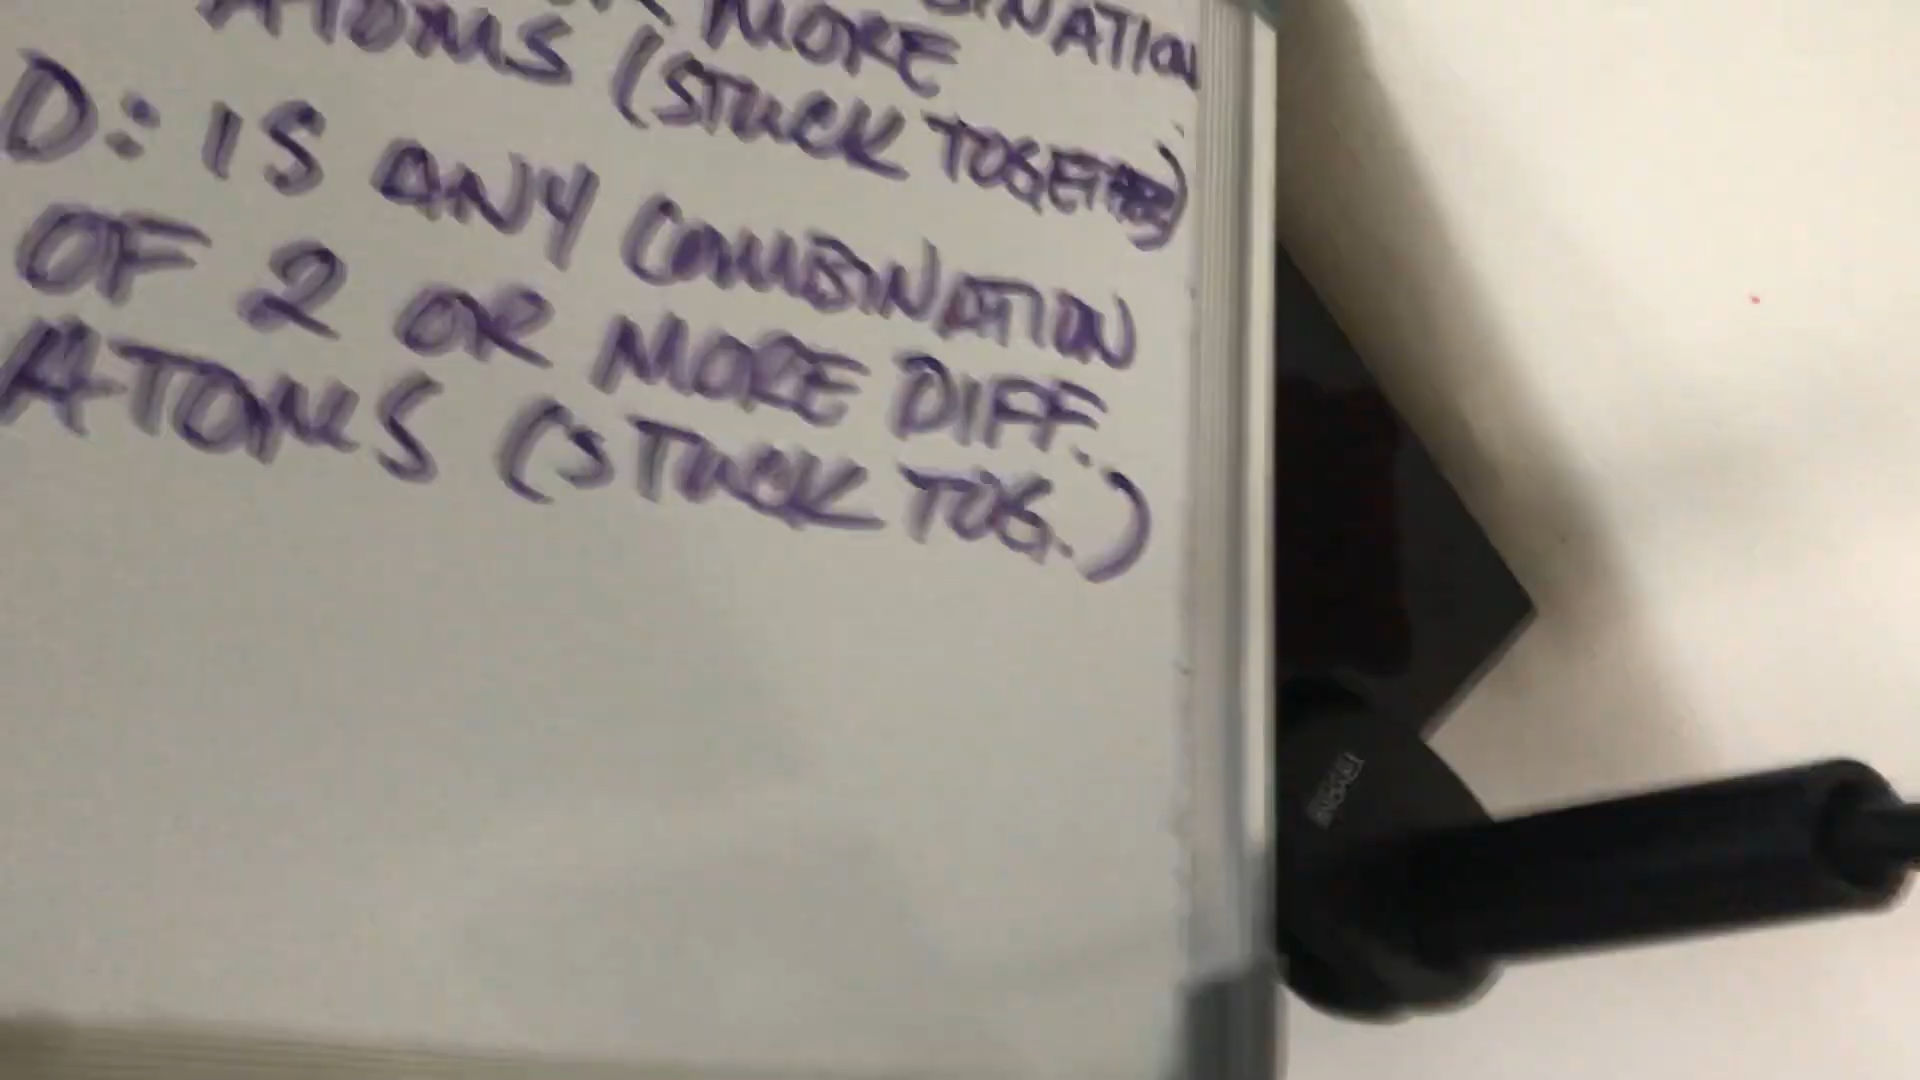 ATOMS (STUCK TOGETHER)
D: IS ANY COMBINATION
OF 2 OR MORE DIFF.
ATOMS (STUCK TOG.)